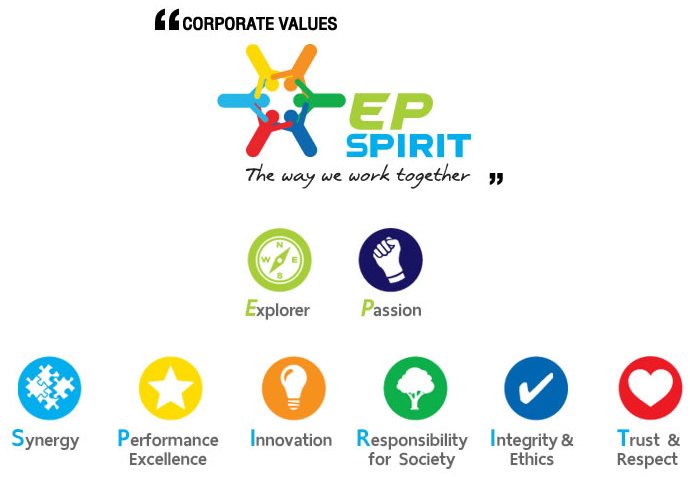 “ CORPORATE VALUES
EP
SPIRIT
The way we work together ”
N
W E
S
Explorer Passion
Synergy Performance Excellence Innovation Responsibility for Society Integrity & Ethics Trust & Respect